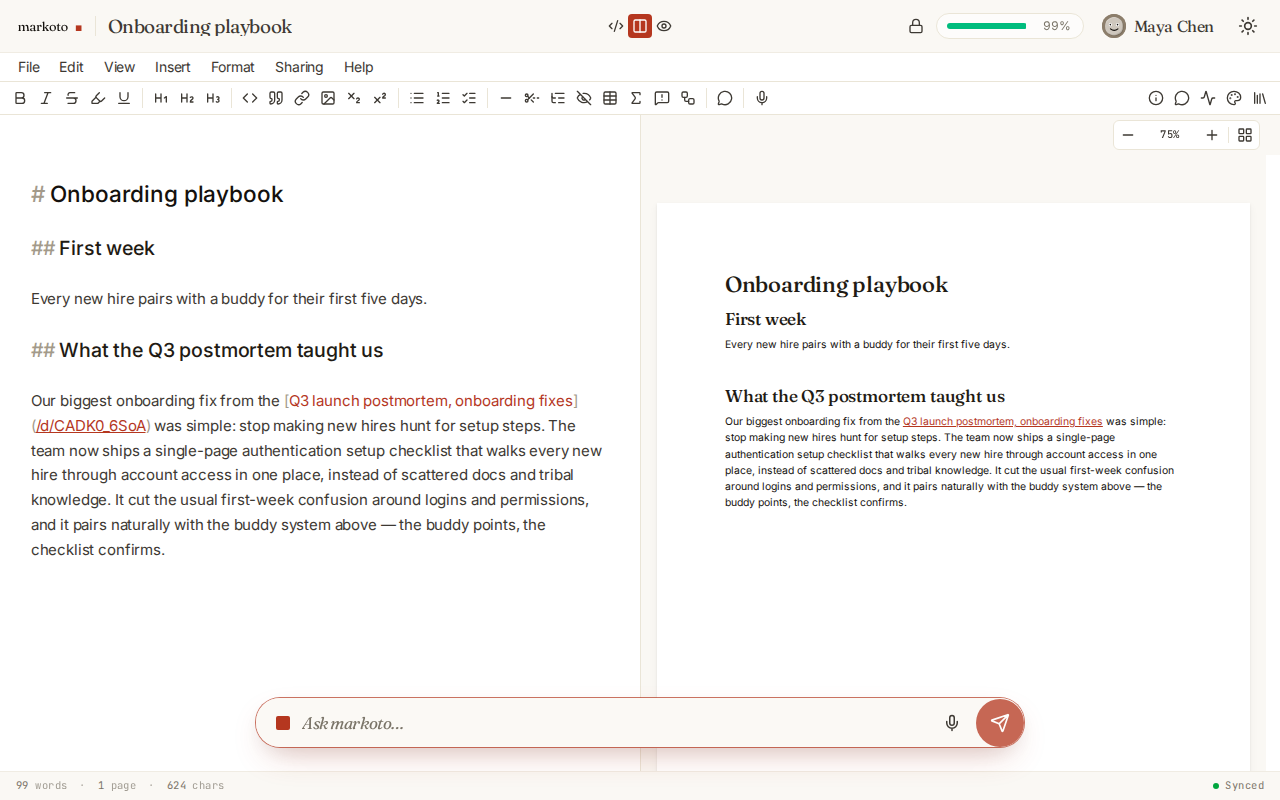 markoto
Onboarding playbook
99%
Maya Chen
File Edit View Insert Format Sharing Help
H1 H2 H3
75%
# Onboarding playbook
## First week
Every new hire pairs with a buddy for their first five days.
## What the Q3 postmortem taught us
Our biggest onboarding fix from the [Q3 launch postmortem, onboarding fixes]
(/d/CADK0_6SoA) was simple: stop making new hires hunt for setup steps. The
team now ships a single-page authentication setup checklist that walks every new
hire through account access in one place, instead of scattered docs and tribal
knowledge. It cut the usual first-week confusion around logins and permissions,
and it pairs naturally with the buddy system above — the buddy points, the
checklist confirms.
Onboarding playbook
First week
Every new hire pairs with a buddy for their first five days.
What the Q3 postmortem taught us
Our biggest onboarding fix from the Q3 launch postmortem, onboarding fixes was simple:
stop making new hires hunt for setup steps. The team now ships a single-page
authentication setup checklist that walks every new hire through account access in one
place, instead of scattered docs and tribal knowledge. It cut the usual first-week confusion
around logins and permissions, and it pairs naturally with the buddy system above — the
buddy points, the checklist confirms.
Ask markoto...
99 words · 1 page · 624 chars
Synced